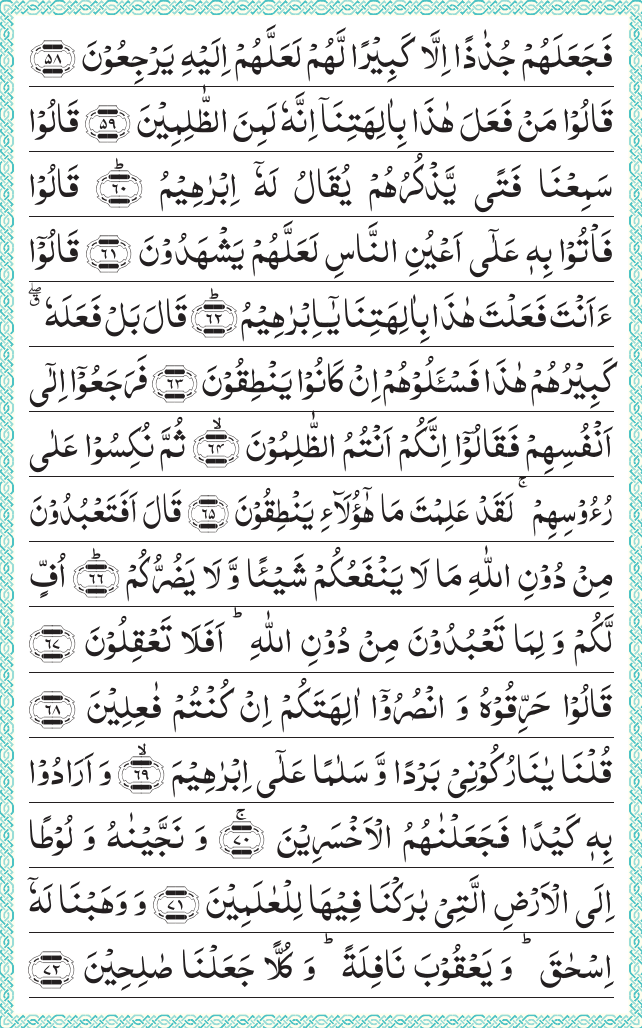 فَجَعَلَهُمْ جُذٰذًا اِلَّا كَبِيْرًا لَّهُمْ لَعَلَّهُمْ اِلَيْهِ يَرْجِعُوْنَ ﴿۵۸﴾
قَالُوْا مَنْ فَعَلَ هٰذَا بِاٰلِهَتِنَاۤ اِنَّهٗ لَمِنَ الظّٰلِمِيْنَ ﴿۵۹﴾ قَالُوْا
سَمِعْنَا فَتًى يَّذْكُرُهُمْ يُقَالُ لَهٗۤ اِبْرٰهِيْمُ ؕ﴿۶۰﴾ قَالُوْا
فَاْتُوْا بِهٖ عَلٰۤى اَعْيُنِ النَّاسِ لَعَلَّهُمْ يَشْهَدُوْنَ ﴿۶۱﴾ قَالُوْۤا
ءَاَنْتَ فَعَلْتَ هٰذَا بِاٰلِهَتِنَا يٰۤاِبْرٰهِيْمُ ؕ﴿۶۲﴾ قَالَ بَلْ فَعَلَهٗ ۖۗ
كَبِيْرُهُمْ هٰذَا فَسْـَٔلُوْهُمْ اِنْ كَانُوْا يَنْطِقُوْنَ ﴿۶۳﴾ فَرَجَعُوْۤا اِلٰۤى
اَنْفُسِهِمْ فَقَالُوْۤا اِنَّكُمْ اَنْتُمُ الظّٰلِمُوْنَ ۙ﴿۶۴﴾ ثُمَّ نُكِسُوْا عَلٰى
رُءُوْسِهِمْ ۚ لَقَدْ عَلِمْتَ مَا هٰۤؤُلَآءِ يَنْطِقُوْنَ ﴿۶۵﴾ قَالَ اَفَتَعْبُدُوْنَ
مِنْ دُوْنِ اللّٰهِ مَا لَا يَنْفَعُكُمْ شَيْـًٔا وَّ لَا يَضُرُّكُمْ ؕ﴿۶۶﴾ اُفٍّ
لَّكُمْ وَ لِمَا تَعْبُدُوْنَ مِنْ دُوْنِ اللّٰهِ ؕ اَفَلَا تَعْقِلُوْنَ ﴿۶۷﴾
قَالُوْا حَرِّقُوْهُ وَ انْصُرُوْۤا اٰلِهَتَكُمْ اِنْ كُنْتُمْ فٰعِلِيْنَ ﴿۶۸﴾
قُلْنَا يٰنَارُ كُوْنِیْ بَرْدًا وَّ سَلٰمًا عَلٰۤى اِبْرٰهِيْمَ ۙ﴿۶۹﴾ وَ اَرَادُوْا
بِهٖ كَيْدًا فَجَعَلْنٰهُمُ الْاَخْسَرِيْنَ ۚ﴿۷۰﴾ وَ نَجَّيْنٰهُ وَ لُوْطًا
اِلَى الْاَرْضِ الَّتِیْ بٰرَكْنَا فِيْهَا لِلْعٰلَمِيْنَ ﴿۷۱﴾ وَ وَهَبْنَا لَهٗۤ
اِسْحٰقَ ؕ وَ يَعْقُوْبَ نَافِلَةً ؕ وَ كُلًّا جَعَلْنَا صٰلِحِيْنَ ﴿۷۲﴾